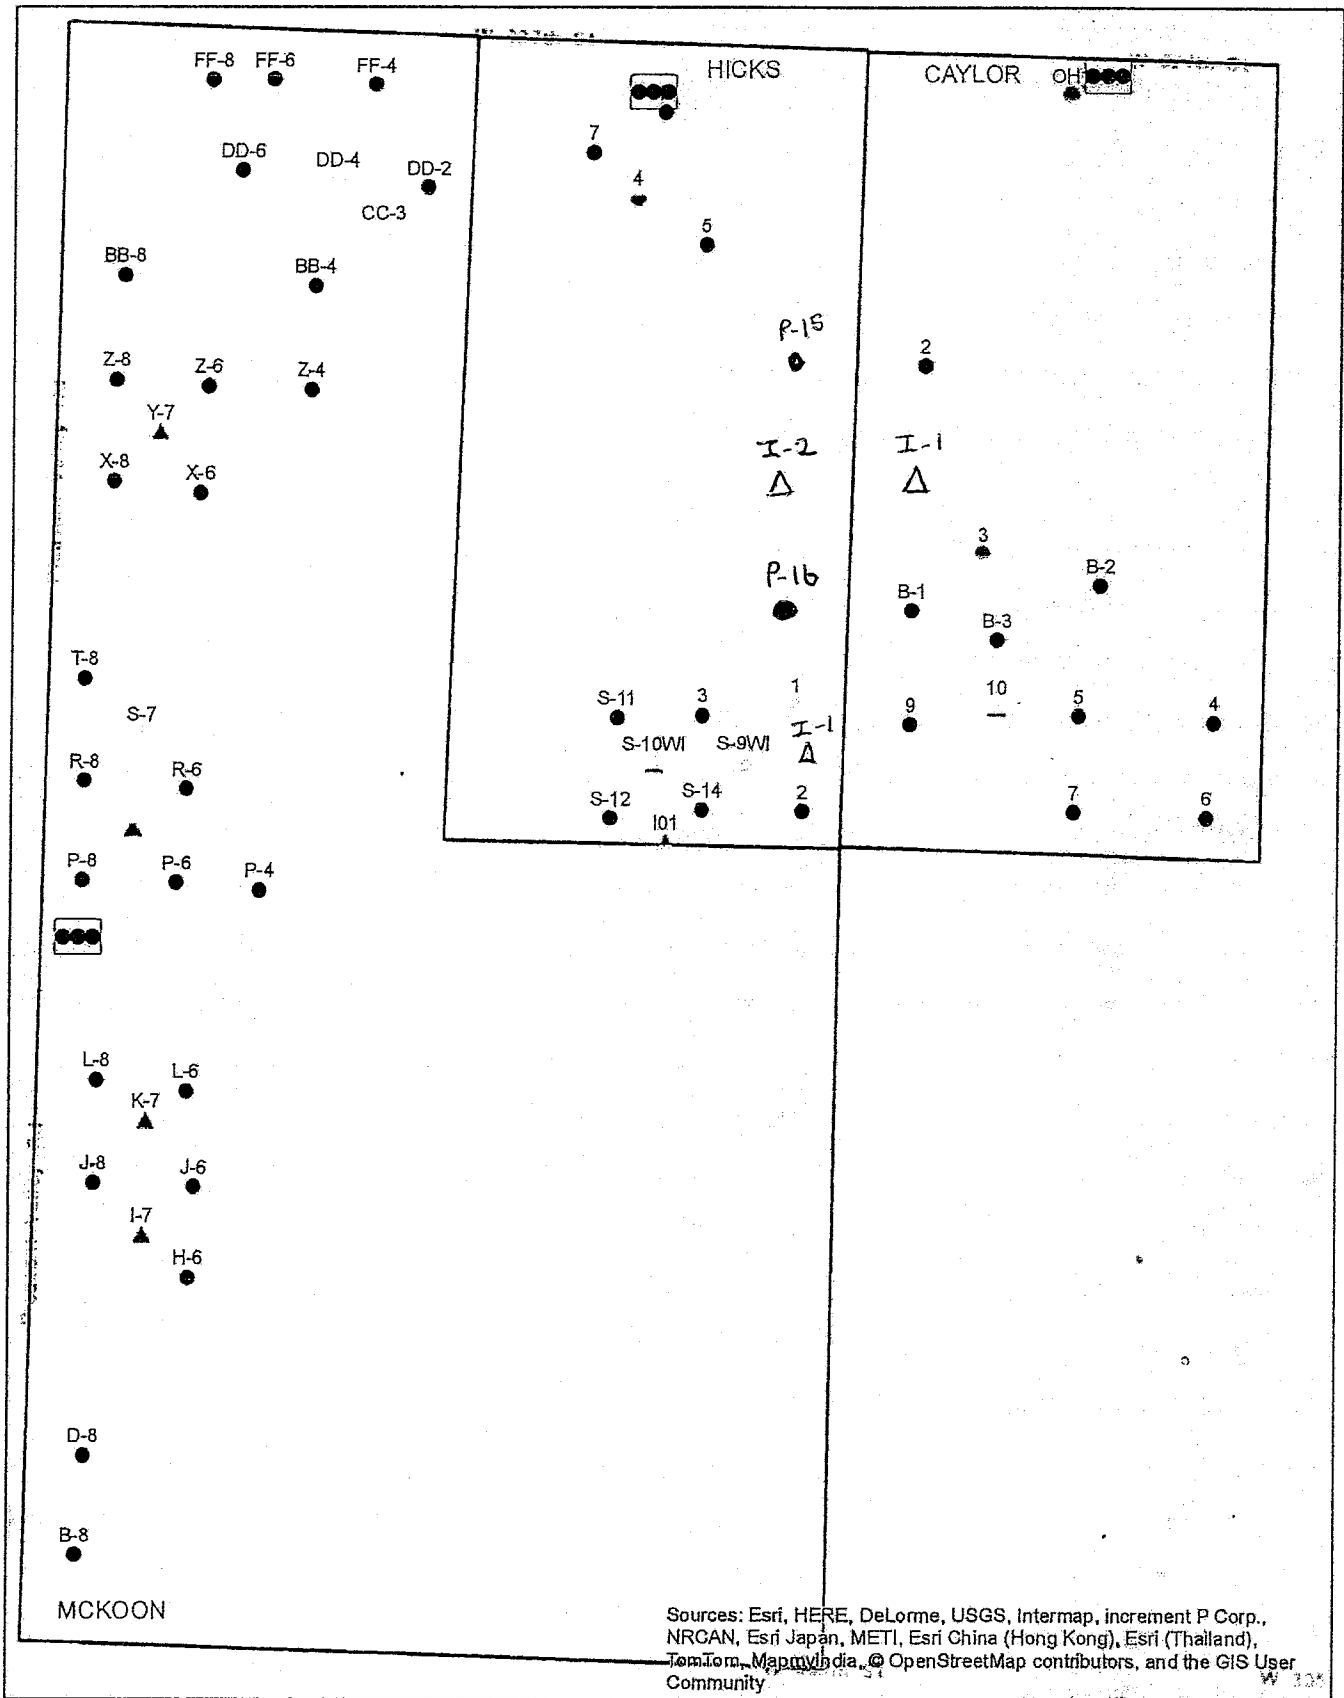 HICKS
CAYLOR
OH
FF-8
FF-6
FF-4
7
DD-6
DD-4
DD-2
4
CC-3
5
BB-8
BB-4
P-15
2
Z-8
Z-6
Z-4
Y-7
I-2
I-1
X-8
X-6
3
P-16
B-2
B-1
B-3
T-8
S-7
S-11
3
1
9
10
5
4
I-1
S-10WI
S-9WI
R-8
R-6
S-12
S-14
2
7
6
I01
P-8
P-6
P-4
L-8
L-6
K-7
J-8
J-6
I-7
H-6
D-8
B-8
MCKOON
Sources: Esri, HERE, DeLorme, USGS, Intermap, increment P Corp.,
NRCAN, Esri Japan, METI, Esri China (Hong Kong), Esri (Thailand),
TomTom, MapmyIndia, © OpenStreetMap contributors, and the GIS User
Community